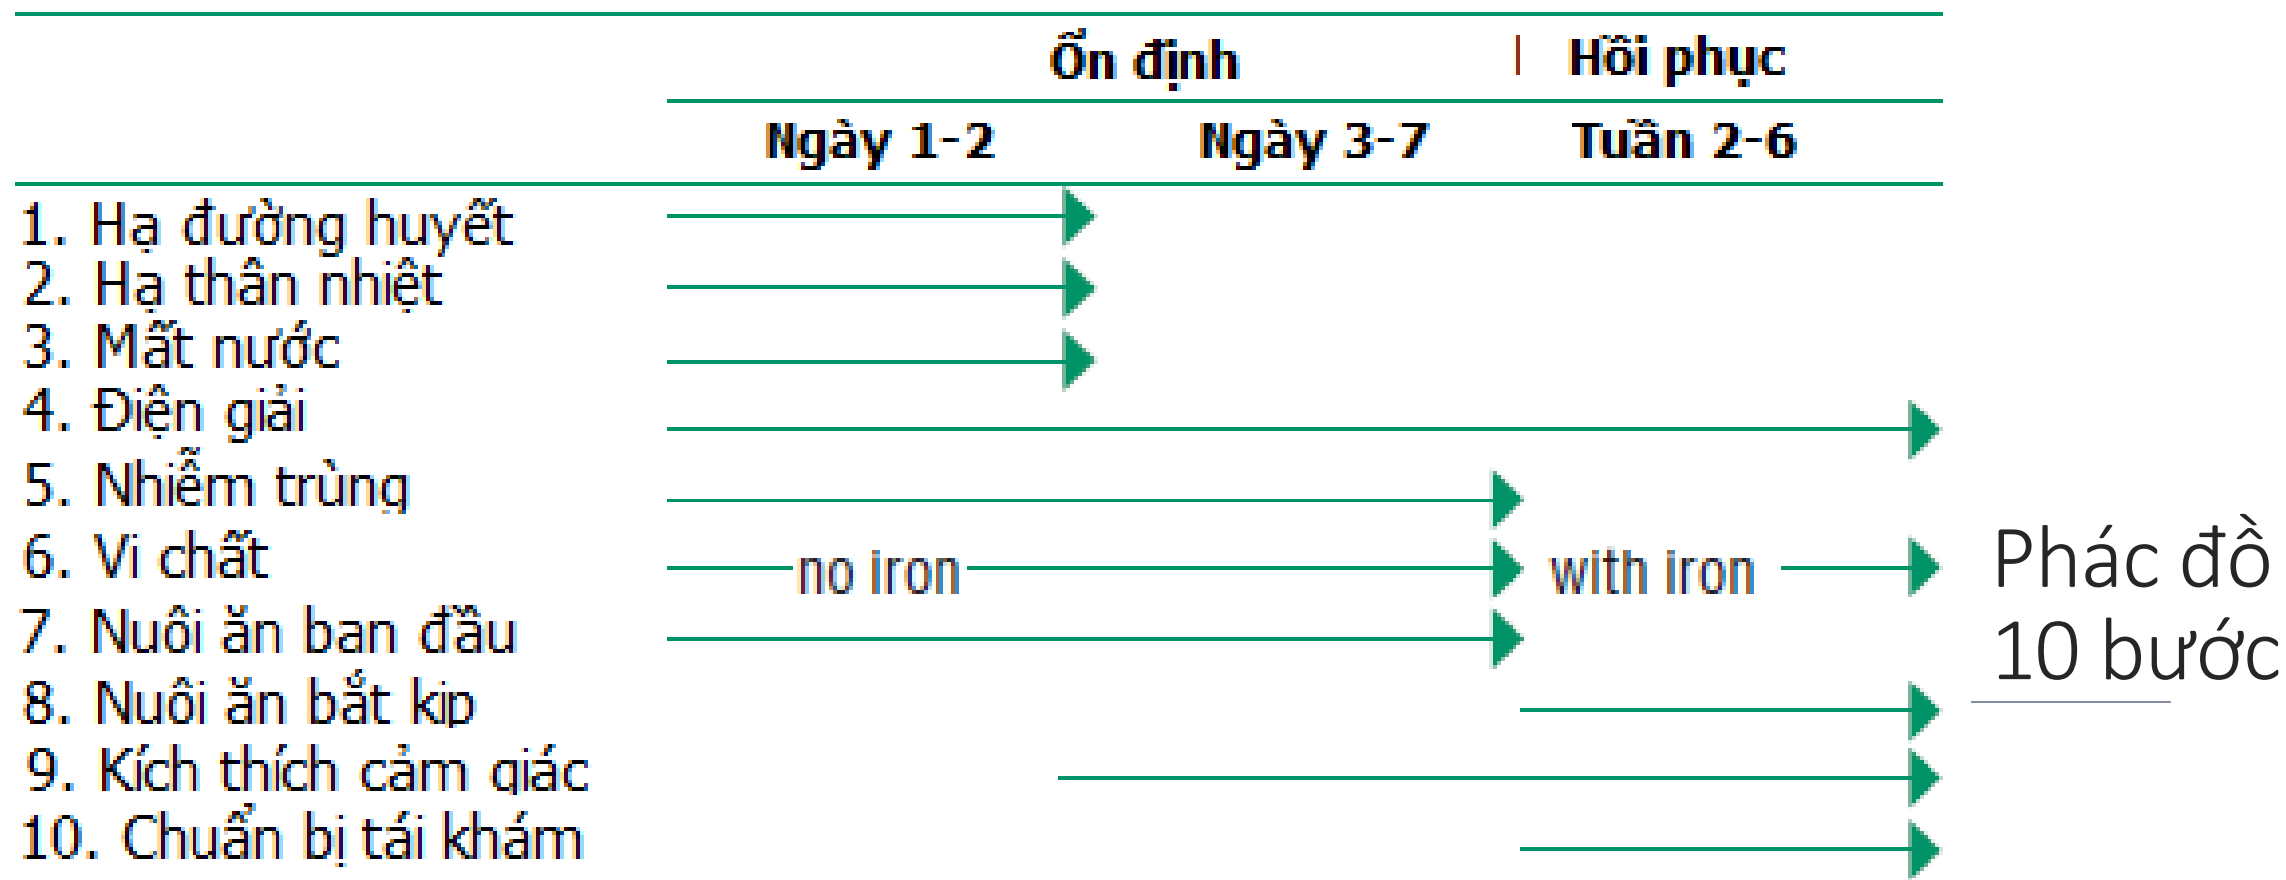 Ổn định | Hồi phục
Ngày 1-2 Ngày 3-7 Tuần 2-6
1. Hạ đường huyết
2. Hạ thân nhiệt
3. Mất nước
4. Điện giải
5. Nhiễm trùng
6. Vi chất no iron with iron
7. Nuôi ăn ban đầu
8. Nuôi ăn bắt kịp
9. Kích thích cảm giác
10. Chuẩn bị tái khám
Phác đồ
10 bước